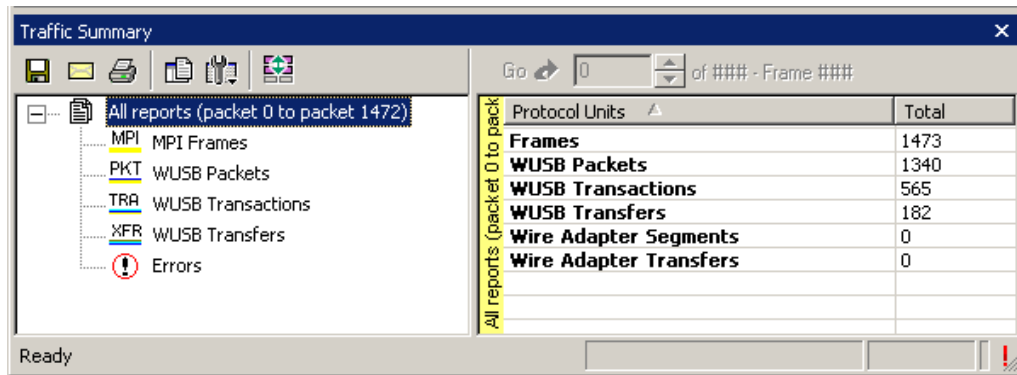 Traffic Summary
Go 0 of ### - Frame ###
All reports (packet 0 to packet 1472)
MPI MPI Frames
PKT WUSB Packets
TRA WUSB Transactions
XFR WUSB Transfers
Errors
All reports (packet 0 to pack
Protocol Units Total
Frames 1473
WUSB Packets 1340
WUSB Transactions 565
WUSB Transfers 182
Wire Adapter Segments 0
Wire Adapter Transfers 0
Ready